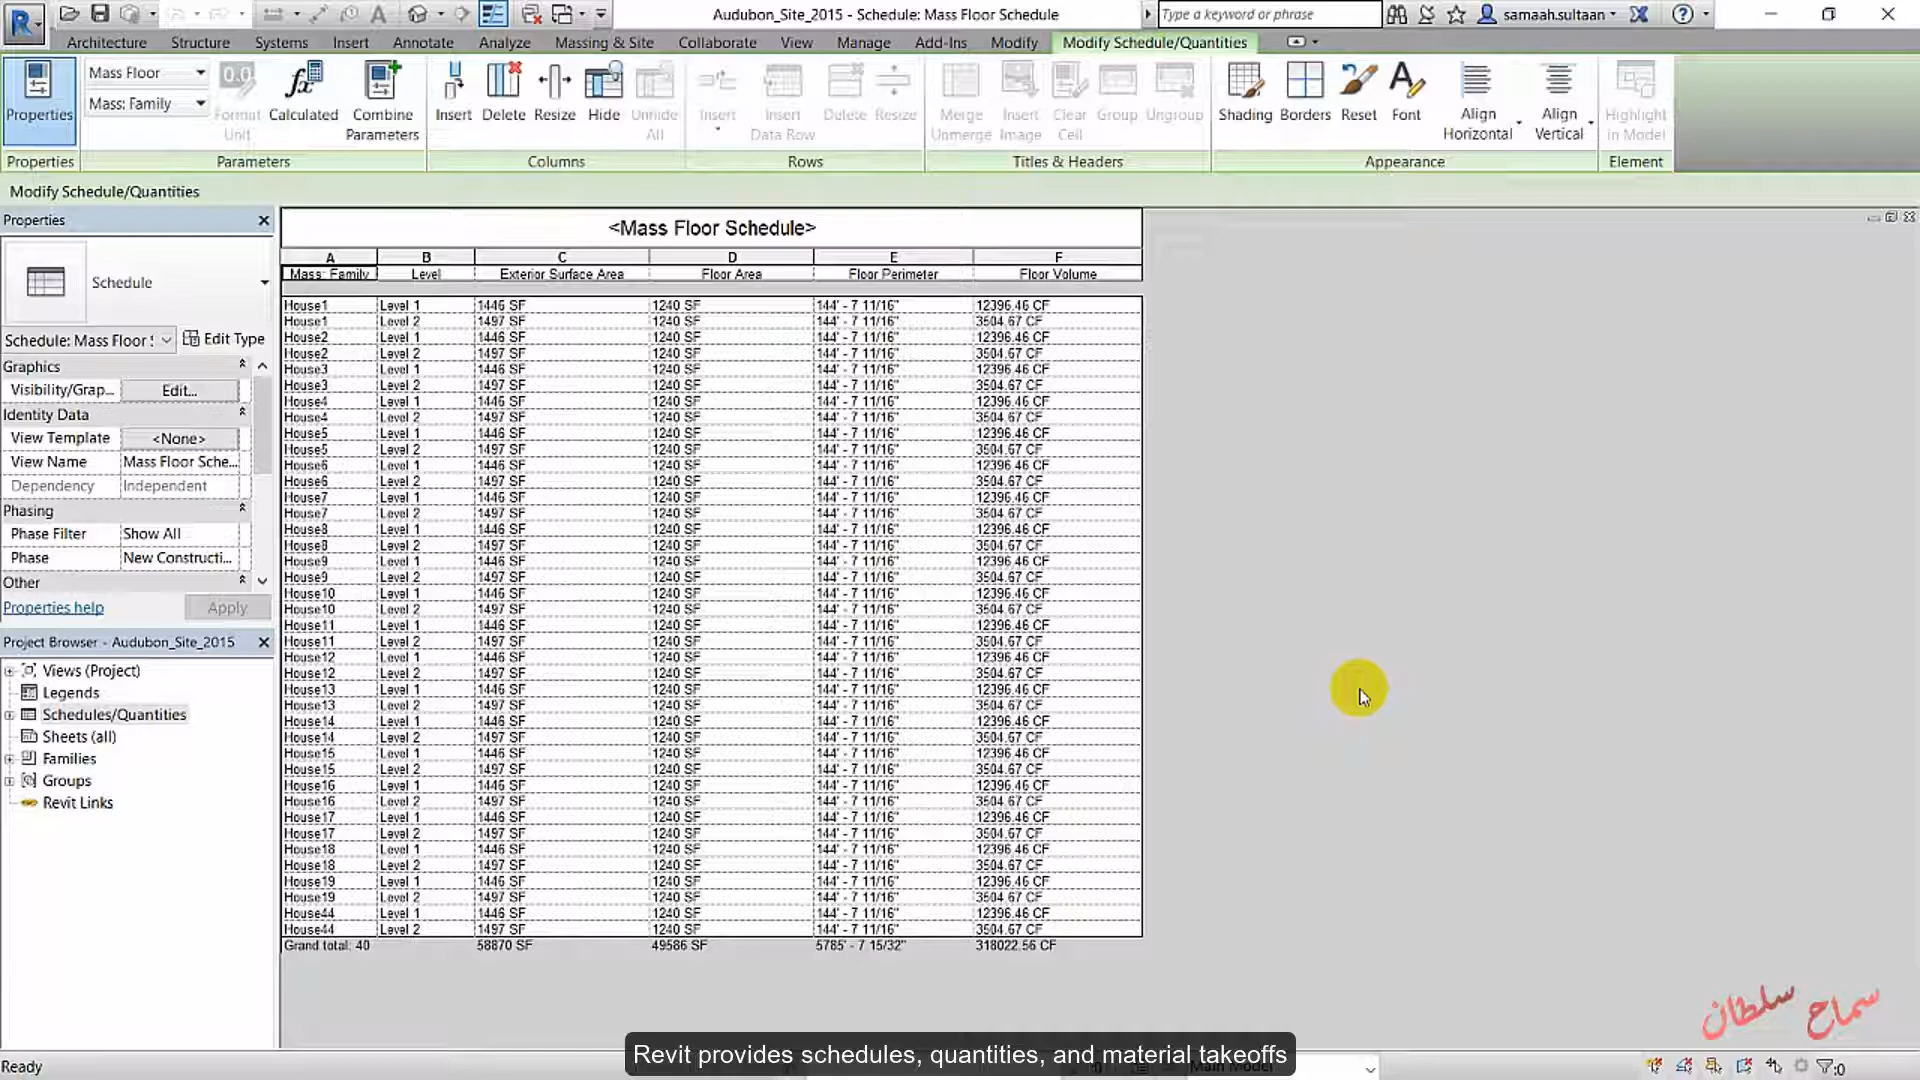 Audubon_Site_2015 - Schedule: Mass Floor Schedule
Type a keyword or phrase
samaah.sultaan
Architecture Structure Systems Insert Annotate Analyze Massing & Site Collaborate View Manage Add-Ins Modify Modify Schedule/Quantities
Properties
Mass Floor
Mass: Family
Format Unit
Calculated
Combine Parameters
Insert Delete Resize Hide Unhide All
Insert Insert Data Row Delete Resize
Merge Unmerge Insert Image Clear Cell Group Ungroup
Shading Borders Reset Font Align Horizontal Align Vertical
Highlight in Model
Properties Parameters Columns Rows Titles & Headers Appearance Element
Modify Schedule/Quantities
Properties
Schedule
Schedule: Mass Floor S
Edit Type
Graphics
Visibility/Grap... Edit...
Identity Data
View Template <None>
View Name Mass Floor Sche...
Dependency Independent
Phasing
Phase Filter Show All
Phase New Constructi...
Other
Properties help Apply
Project Browser - Audubon_Site_2015
Views (Project)
Legends
Schedules/Quantities
Sheets (all)
Families
Groups
Revit Links
<Mass Floor Schedule>
A B C D E F
Mass: Family Level Exterior Surface Area Floor Area Floor Perimeter Floor Volume
House1 Level 1 1446 SF 1240 SF 144' - 7 11/16" 12396.46 CF
House1 Level 2 1497 SF 1240 SF 144' - 7 11/16" 3504.67 CF
House2 Level 1 1446 SF 1240 SF 144' - 7 11/16" 12396.46 CF
House2 Level 2 1497 SF 1240 SF 144' - 7 11/16" 3504.67 CF
House3 Level 1 1446 SF 1240 SF 144' - 7 11/16" 12396.46 CF
House3 Level 2 1497 SF 1240 SF 144' - 7 11/16" 3504.67 CF
House4 Level 1 1446 SF 1240 SF 144' - 7 11/16" 12396.46 CF
House4 Level 2 1497 SF 1240 SF 144' - 7 11/16" 3504.67 CF
House5 Level 1 1446 SF 1240 SF 144' - 7 11/16" 12396.46 CF
House5 Level 2 1497 SF 1240 SF 144' - 7 11/16" 3504.67 CF
House6 Level 1 1446 SF 1240 SF 144' - 7 11/16" 12396.46 CF
House6 Level 2 1497 SF 1240 SF 144' - 7 11/16" 3504.67 CF
House7 Level 1 1446 SF 1240 SF 144' - 7 11/16" 12396.46 CF
House7 Level 2 1497 SF 1240 SF 144' - 7 11/16" 3504.67 CF
House8 Level 1 1446 SF 1240 SF 144' - 7 11/16" 12396.46 CF
House8 Level 2 1497 SF 1240 SF 144' - 7 11/16" 3504.67 CF
House9 Level 1 1446 SF 1240 SF 144' - 7 11/16" 12396.46 CF
House9 Level 2 1497 SF 1240 SF 144' - 7 11/16" 3504.67 CF
House10 Level 1 1446 SF 1240 SF 144' - 7 11/16" 12396.46 CF
House10 Level 2 1497 SF 1240 SF 144' - 7 11/16" 3504.67 CF
House11 Level 1 1446 SF 1240 SF 144' - 7 11/16" 12396.46 CF
House11 Level 2 1497 SF 1240 SF 144' - 7 11/16" 3504.67 CF
House12 Level 1 1446 SF 1240 SF 144' - 7 11/16" 12396.46 CF
House12 Level 2 1497 SF 1240 SF 144' - 7 11/16" 3504.67 CF
House13 Level 1 1446 SF 1240 SF 144' - 7 11/16" 12396.46 CF
House13 Level 2 1497 SF 1240 SF 144' - 7 11/16" 3504.67 CF
House14 Level 1 1446 SF 1240 SF 144' - 7 11/16" 12396.46 CF
House14 Level 2 1497 SF 1240 SF 144' - 7 11/16" 3504.67 CF
House15 Level 1 1446 SF 1240 SF 144' - 7 11/16" 12396.46 CF
House15 Level 2 1497 SF 1240 SF 144' - 7 11/16" 3504.67 CF
House16 Level 1 1446 SF 1240 SF 144' - 7 11/16" 12396.46 CF
House16 Level 2 1497 SF 1240 SF 144' - 7 11/16" 3504.67 CF
House17 Level 1 1446 SF 1240 SF 144' - 7 11/16" 12396.46 CF
House17 Level 2 1497 SF 1240 SF 144' - 7 11/16" 3504.67 CF
House18 Level 1 1446 SF 1240 SF 144' - 7 11/16" 12396.46 CF
House18 Level 2 1497 SF 1240 SF 144' - 7 11/16" 3504.67 CF
House19 Level 1 1446 SF 1240 SF 144' - 7 11/16" 12396.46 CF
House19 Level 2 1497 SF 1240 SF 144' - 7 11/16" 3504.67 CF
House44 Level 1 1446 SF 1240 SF 144' - 7 11/16" 12396.46 CF
House44 Level 2 1497 SF 1240 SF 144' - 7 11/16" 3504.67 CF
Grand total: 40 58870 SF 49586 SF 5785' - 7 15/32" 318022.56 CF
سماح سلطان
Revit provides schedules, quantities, and material takeoffs
Ready
:0